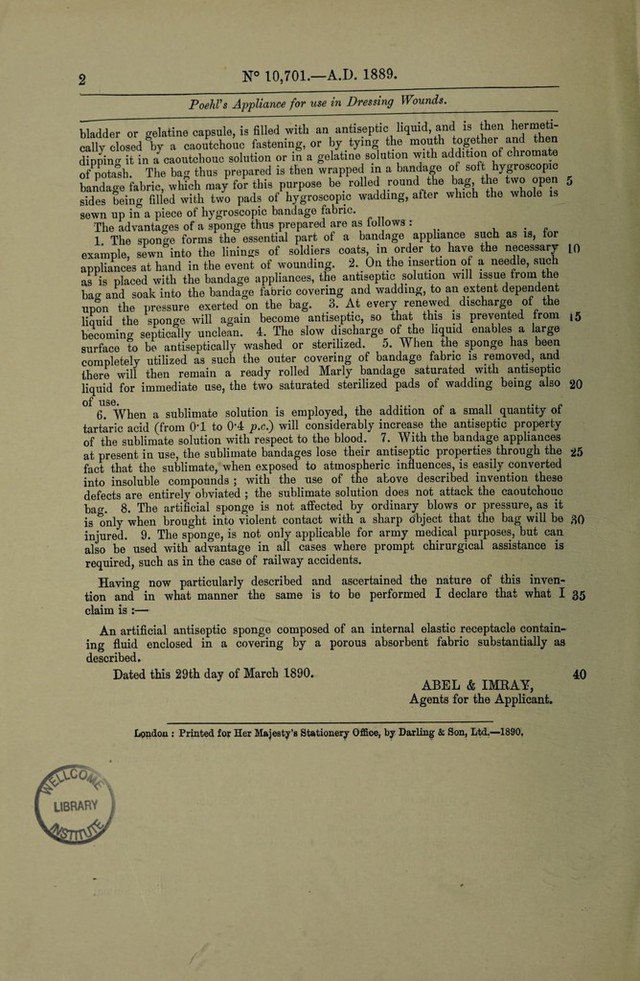 2
N° 10,701.—A.D. 1889.
Poehl's Appliance for use in Dressing Wounds.
bladder or gelatine capsule, is filled with an antiseptic liquid, and is then hermeti-
cally closed by a caoutchouc fastening, or by tying the mouth together and then
dipping it in a caoutchouc solution or in a gelatine solution with addition of chromate
of potash. The bag thus prepared is then wrapped in a bandage of soft hygroscopic
bandage fabric, which may for this purpose be rolled round the bag, the two open 5
sides being filled with two pads of hygroscopic wadding, after which the whole is
sewn up in a piece of hygroscopic bandage fabric.
The advantages of a sponge thus prepared are as follows :
1. The sponge forms the essential part of a bandage appliance such as is, for
example, sewn into the linings of soldiers coats, in order to have the necessary 10
appliances at hand in the event of wounding. 2. On the insertion of a needle, such
as is placed with the bandage appliances, the antiseptic solution will issue from the
bag and soak into the bandage fabric covering and wadding, to an extent dependent
upon the pressure exerted on the bag. 3. At every renewed discharge of the
liquid the sponge will again become antiseptic, so that this is prevented from 15
becoming septically unclean. 4. The slow discharge of the liquid enables a large
surface to be antiseptically washed or sterilized. 5. When the sponge has been
completely utilized as such the outer covering of bandage fabric is removed, and
there will then remain a ready rolled Marly bandage saturated with antiseptic
liquid for immediate use, the two saturated sterilized pads of wadding being also 20
of use.
6. When a sublimate solution is employed, the addition of a small quantity of
tartaric acid (from 0·1 to 0·4 p.c.) will considerably increase the antiseptic property
of the sublimate solution with respect to the blood. 7. With the bandage appliances
at present in use, the sublimate bandages lose their antiseptic properties through the 25
fact that the sublimate, when exposed to atmospheric influences, is easily converted
into insoluble compounds ; with the use of the above described invention these
defects are entirely obviated ; the sublimate solution does not attack the caoutchouc
bag. 8. The artificial sponge is not affected by ordinary blows or pressure, as it
is only when brought into violent contact with a sharp object that the bag will be 30
injured. 9. The sponge, is not only applicable for army medical purposes, but can
also be used with advantage in all cases where prompt chirurgical assistance is
required, such as in the case of railway accidents.
Having now particularly described and ascertained the nature of this inven-
tion and in what manner the same is to be performed I declare that what I 35
claim is :—
An artificial antiseptic sponge composed of an internal elastic receptacle contain-
ing fluid enclosed in a covering by a porous absorbent fabric substantially as
described.
Dated this 29th day of March 1890. 40
ABEL & IMRAY,
Agents for the Applicant.
London : Printed for Her Majesty's Stationery Office, by Darling & Son, Ltd.—1890.
WELLCOME
LIBRARY
INSTITUTE